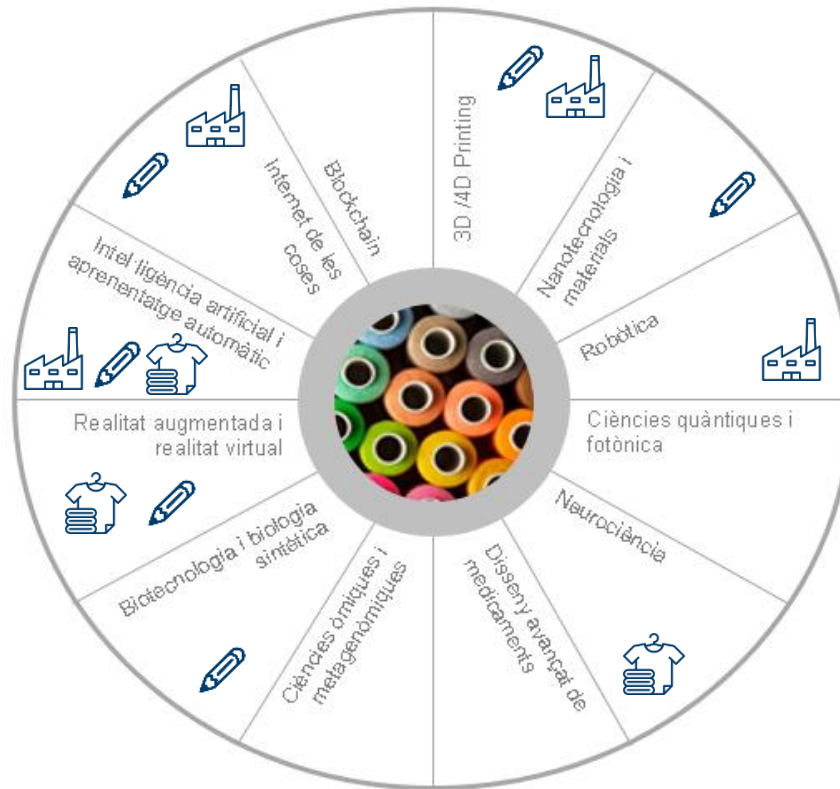 3D /4D Printing
Nanotecnologia i
materials
Robòtica
Ciències quàntiques i
fotònica
Neurociència
Disseny avançat de
medicaments
Ciències òmiques i
metagenòmiques
Biotecnologia i biologia
sintètica
Realitat augmentada i
realitat virtual
Intel·ligència artificial i
aprenentatge automàtic
Internet de les
coses
Blockchain